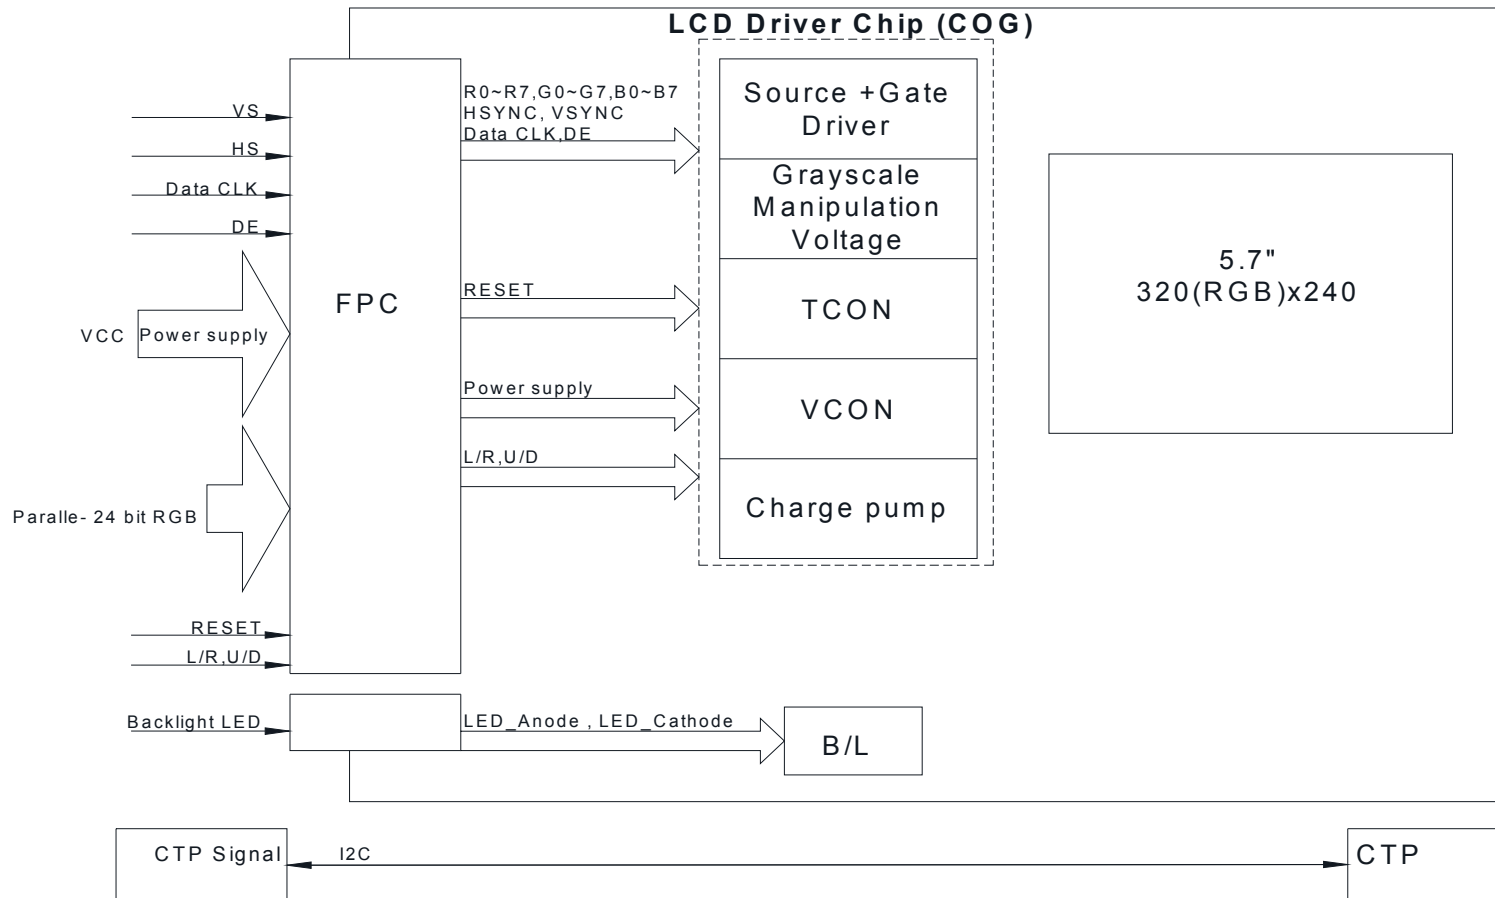 LCD Driver Chip (COG)
VS
HS
Data CLK
DE
VCC
Power supply
Paralle- 24 bit RGB
RESET
L/R,U/D
Backlight LED
FPC
R0~R7,G0~G7,B0~B7
HSYNC, VSYNC
Data CLK,DE
RESET
Power supply
L/R,U/D
LED_Anode , LED_Cathode
Source +Gate
Driver
Grayscale
Manipulation
Voltage
TCON
VCON
Charge pump
B/L
5.7"
320(RGB)x240
CTP Signal
I2C
CTP